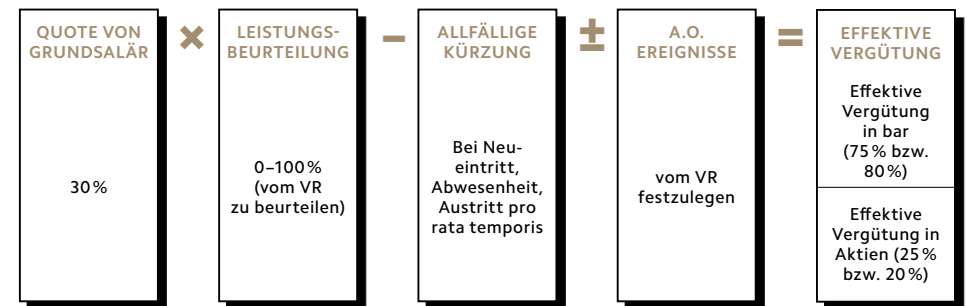 QUOTE VON
GRUNDSALÄR
30 %
×
LEISTUNGS-
BEURTEILUNG
0–100 %
(vom VR
zu beurteilen)
–
ALLFÄLLIGE
KÜRZUNG
Bei Neu-
eintritt,
Abwesenheit,
Austritt pro
rata temporis
±
A.O.
EREIGNISSE
vom VR
festzulegen
=
EFFEKTIVE
VERGÜTUNG
Effektive
Vergütung
in bar
(75 % bzw.
80 %)
Effektive
Vergütung in
Aktien (25 %
bzw. 20 %)